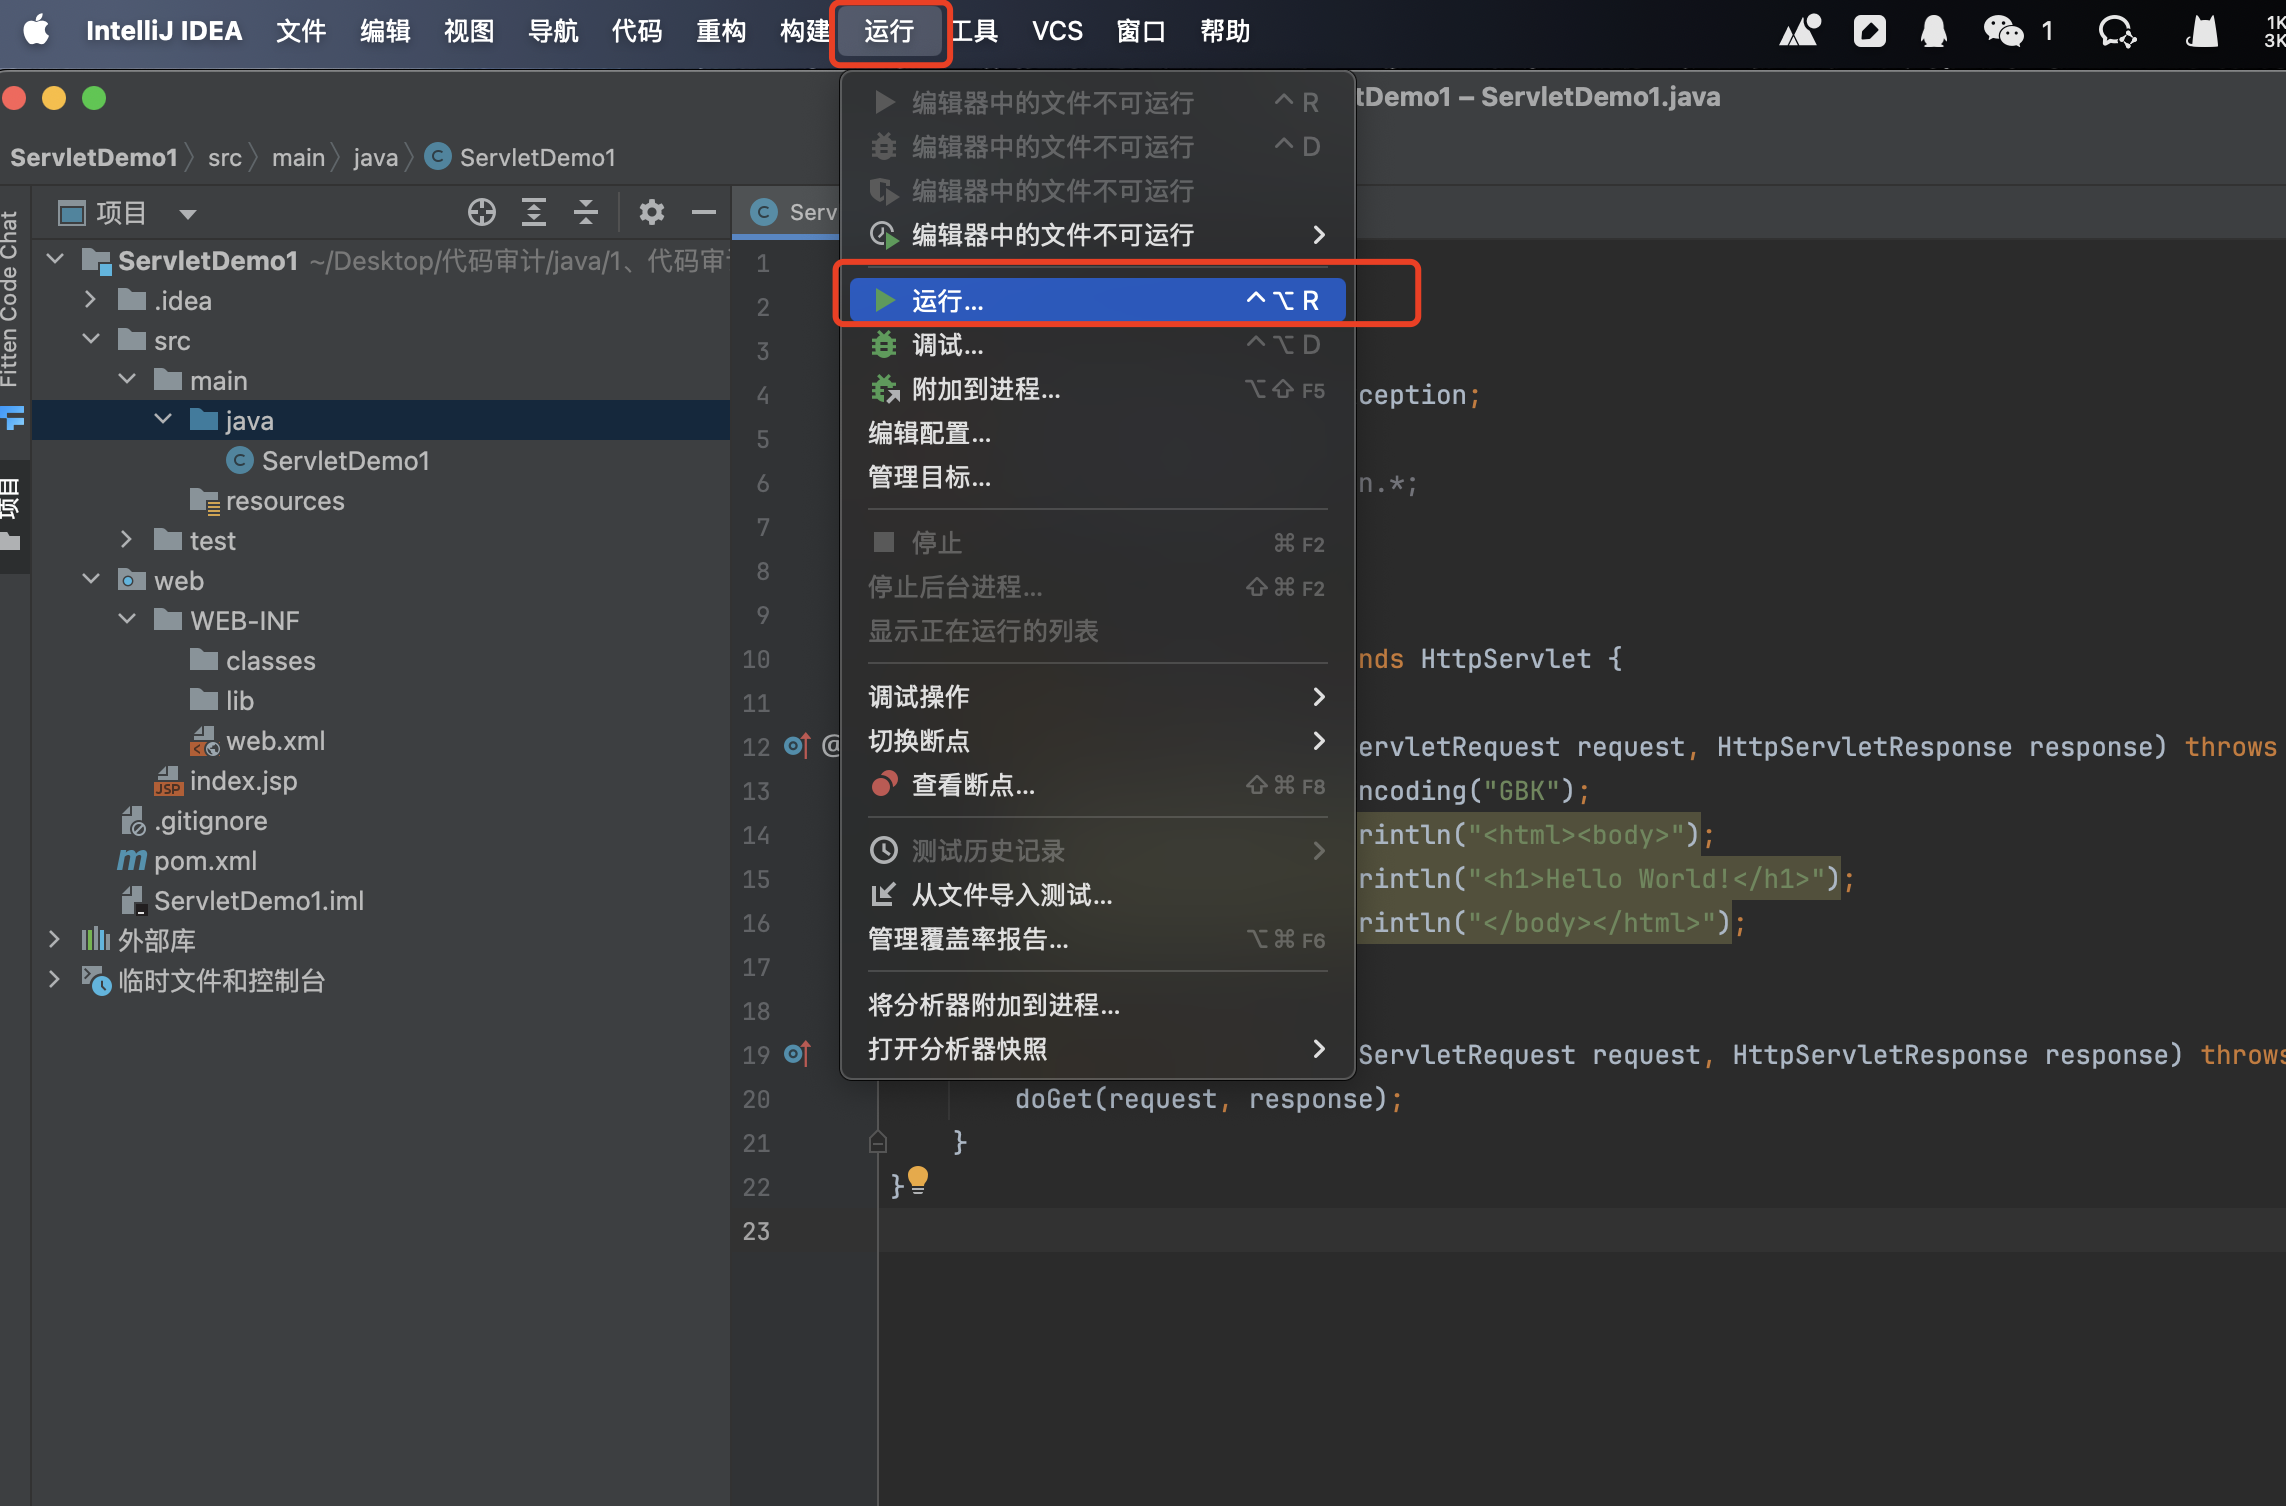 IntelliJ IDEA 文件 编辑 视图 导航 代码 重构 构建 运行 工具 VCS 窗口 帮助 1 1K
3K
tDemo1 – ServletDemo1.java
ServletDemo1 src main java ServletDemo1
项目
Serv
Fitten Code Chat
项目
ServletDemo1 ~/Desktop/代码审计/java/1、代码审
.idea
src
main
java
ServletDemo1
resources
test
web
WEB-INF
classes
lib
web.xml
index.jsp
.gitignore
pom.xml
ServletDemo1.iml
外部库
临时文件和控制台
编辑器中的文件不可运行 ^ R
编辑器中的文件不可运行 ^ D
编辑器中的文件不可运行
编辑器中的文件不可运行
运行... ^⌥ R
调试... ^⌥ D
附加到进程... ⌥⇧ F5
编辑配置...
管理目标...
停止 ⌘ F2
停止后台进程... ⇧⌘ F2
显示正在运行的列表
调试操作
切换断点
查看断点... ⇧⌘ F8
测试历史记录
从文件导入测试...
管理覆盖率报告... ⌥⌘ F6
将分析器附加到进程...
打开分析器快照
1
2
3
4 ception;
5
6 n.*;
7
8
9
10 nds HttpServlet {
11
12 @ ervletRequest request, HttpServletResponse response) throws
13 ncoding("GBK");
14 rintln("<html><body>");
15 rintln("<h1>Hello World!</h1>");
16 rintln("</body></html>");
17
18
19 ServletRequest request, HttpServletResponse response) throws
20 doGet(request, response);
21 }
22 }
23